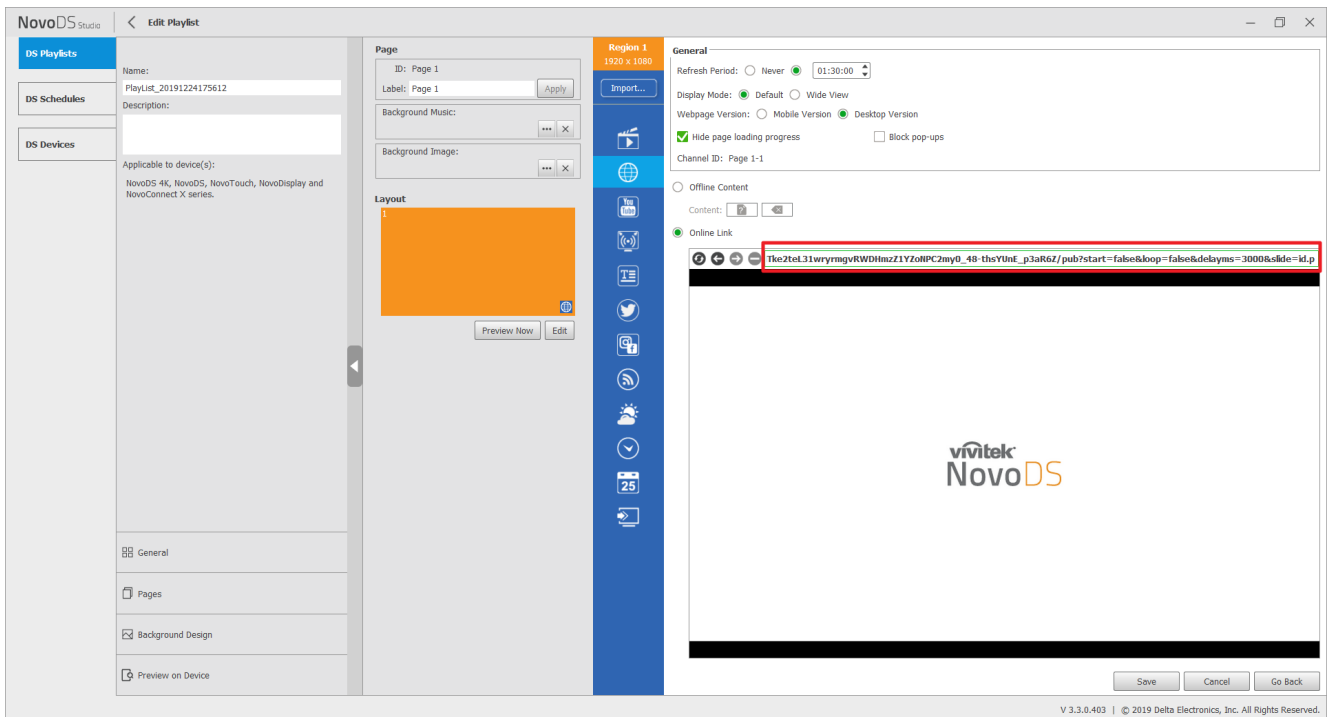 NovoDS Studio
Edit Playlist
DS Playlists
DS Schedules
DS Devices
Name:
PlayList_20191224175612
Description:
Applicable to device(s):
NovoDS 4K, NovoDS, NovoTouch, NovoDisplay and
NovoConnect X series.
General
Pages
Background Design
Preview on Device
Page
ID: Page 1
Label: Page 1 Apply
Background Music:
Background Image:
Layout
1
Preview Now Edit
Region 1
1920 x 1080
Import...
You
Tube
25
General
Refresh Period: Never 01:30:00
Display Mode: Default Wide View
Webpage Version: Mobile Version Desktop Version
Hide page loading progress Block pop-ups
Channel ID: Page 1-1
Offline Content
Content:
Online Link
Tke2teL31wryrmgvRWDHmzZ1YZoNPC2my0_48-thsYUnE_p3aR6Z/pub?start=false&loop=false&delayms=3000&slide=id.p
vivitek
NovoDS
Save Cancel Go Back
V 3.3.0.403 | © 2019 Delta Electronics, Inc. All Rights Reserved.